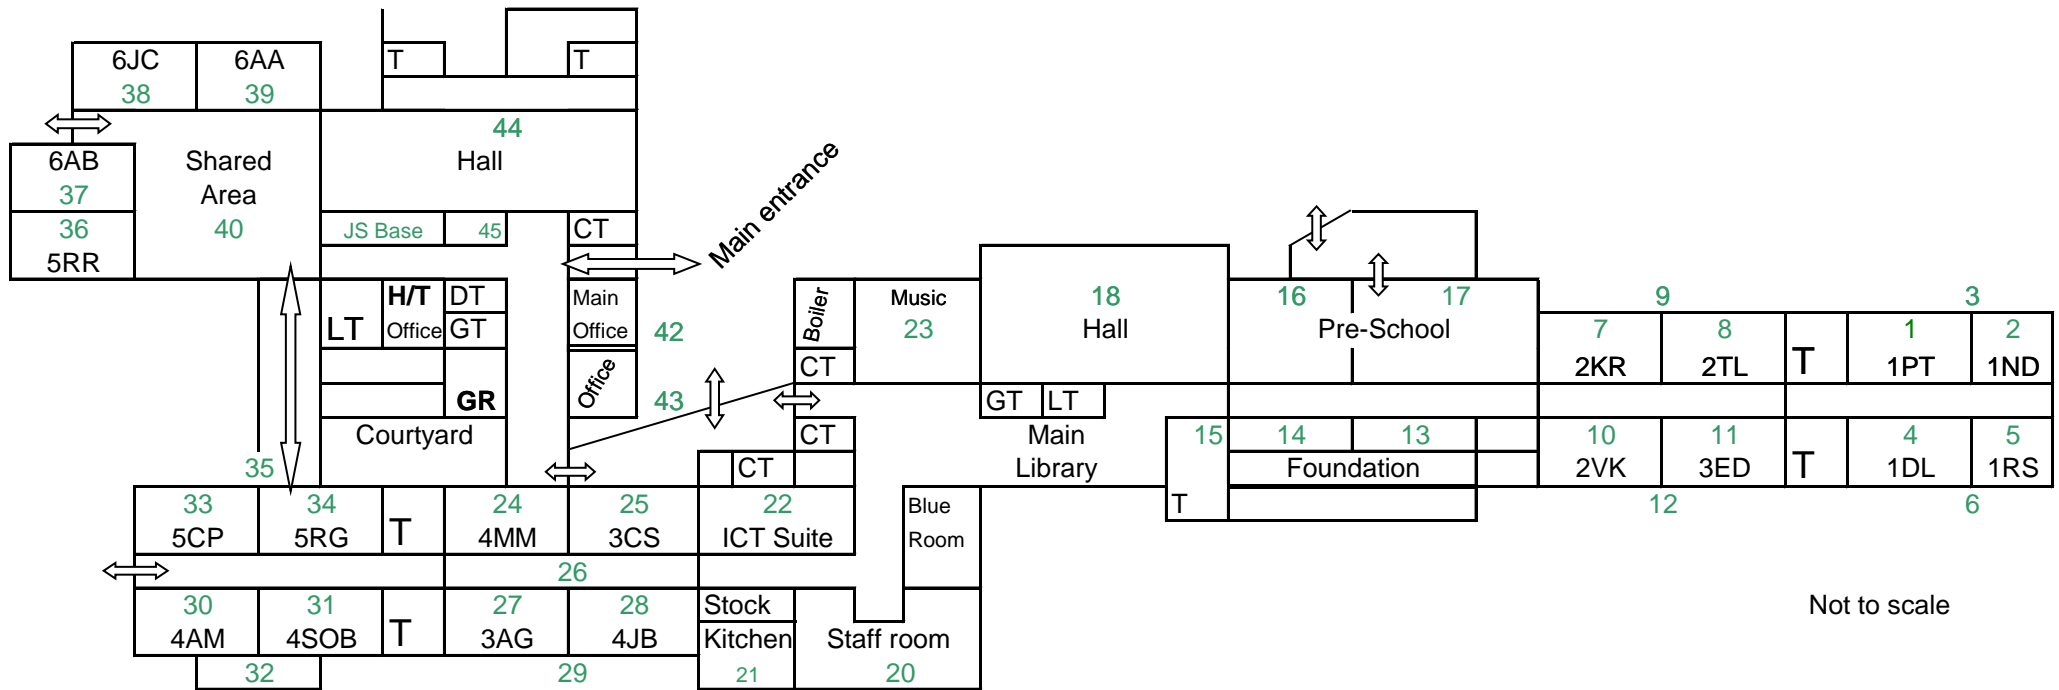 6JC 6AA T T
38 39
44
6AB Shared Hall
37 Area
36 40 JS Base 45 CT
5RR
Main entrance
H/T DT Main Boiler Music 18 16 17 9 3
LT Office GT Office 42 23 Hall Pre-School 7 8 1 2
CT 2KR 2TL T 1PT 1ND
GR Office 43 GT LT
Courtyard CT Main 15 14 13 10 11 4 5
35 CT Library Foundation 2VK 3ED T 1DL 1RS
33 34 24 25 22 Blue T 12 6
5CP 5RG T 4MM 3CS ICT Suite Room
26
30 31 27 28 Stock Not to scale
4AM 4SOB T 3AG 4JB Kitchen Staff room
32 29 21 20